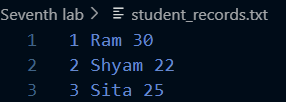 Seventh lab > student_records.txt
1 1 Ram 30
2 2 Shyam 22
3 3 Sita 25